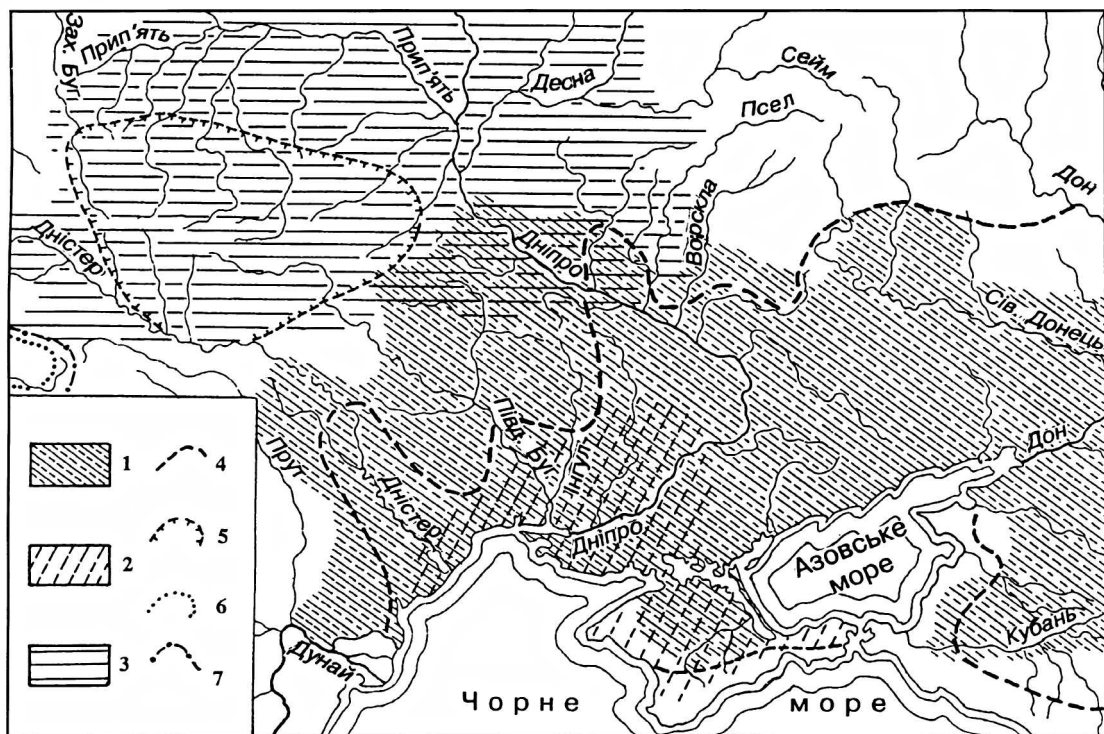 Зах. Буг
Прип'ять
Прип'ять
Десна
Сейм
Псел
Ворскла
Дон
Дністер
Дніпро
Сів. Донець
Прут
Дністер
Півд. Буг
Інгул
Дніпро
Дон
Азовське
море
Кубань
Дунай
Чорне море
1
2
3
4
5
6
7